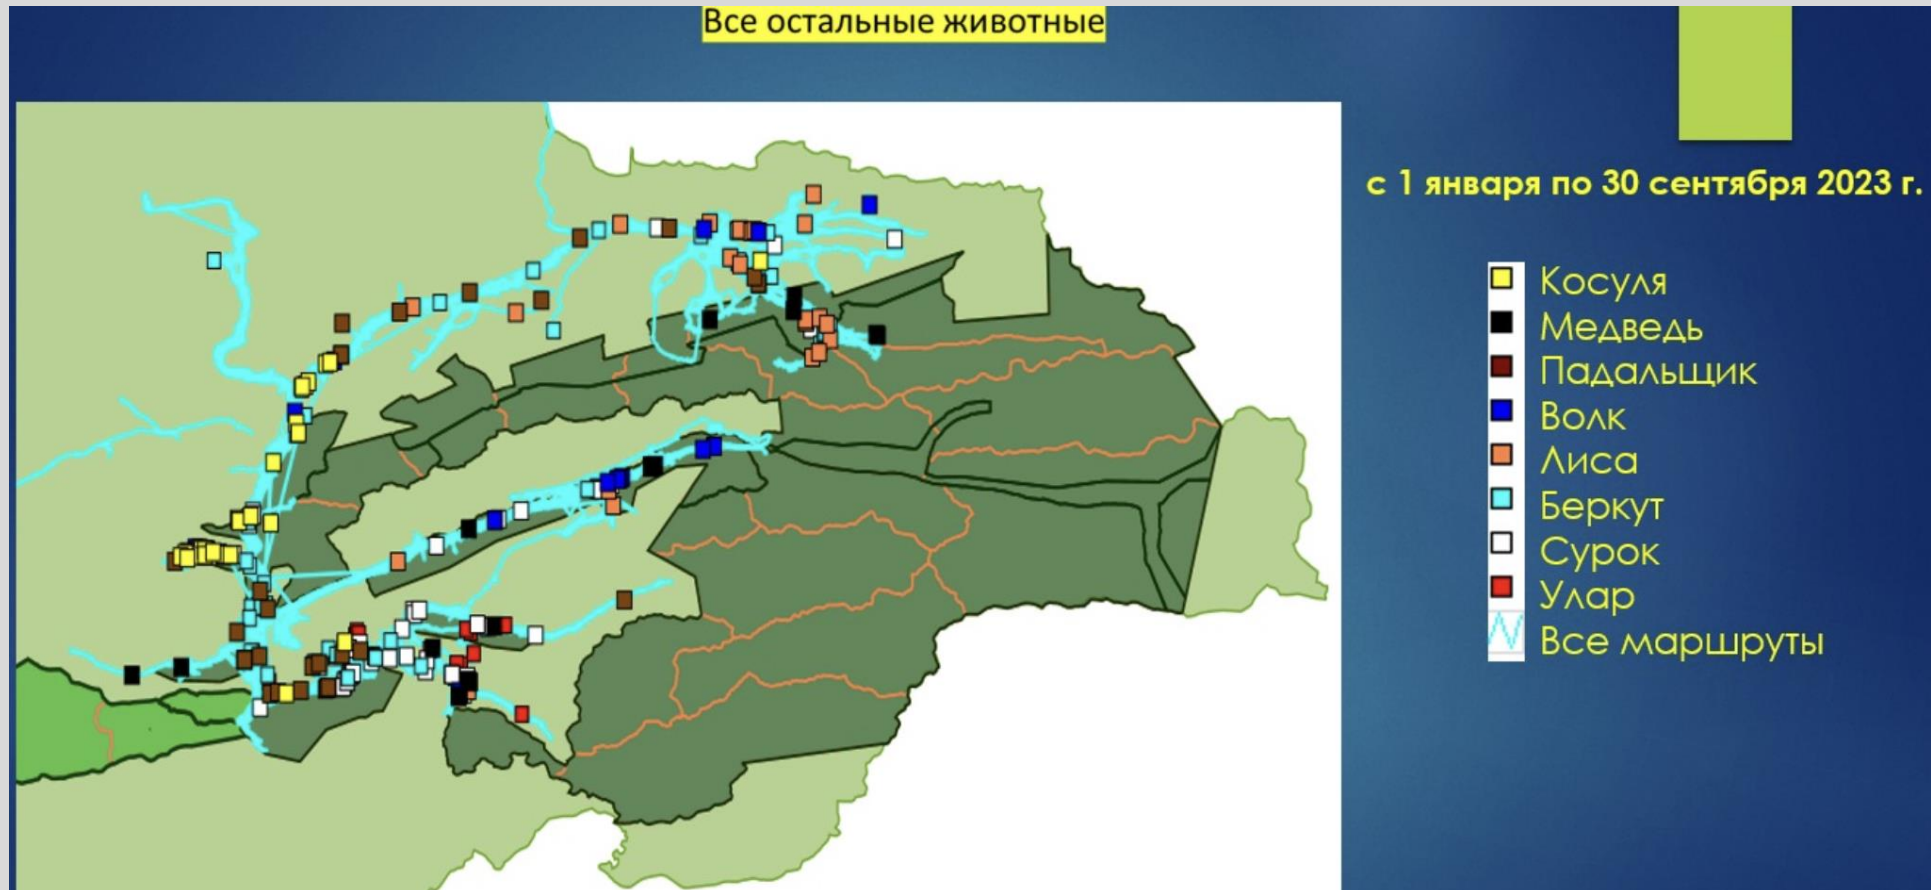 Все остальные животные
с 1 января по 30 сентября 2023 г.
Косуля
Медведь
Падальщик
Волк
Лиса
Беркут
Сурок
Улар
Все маршруты